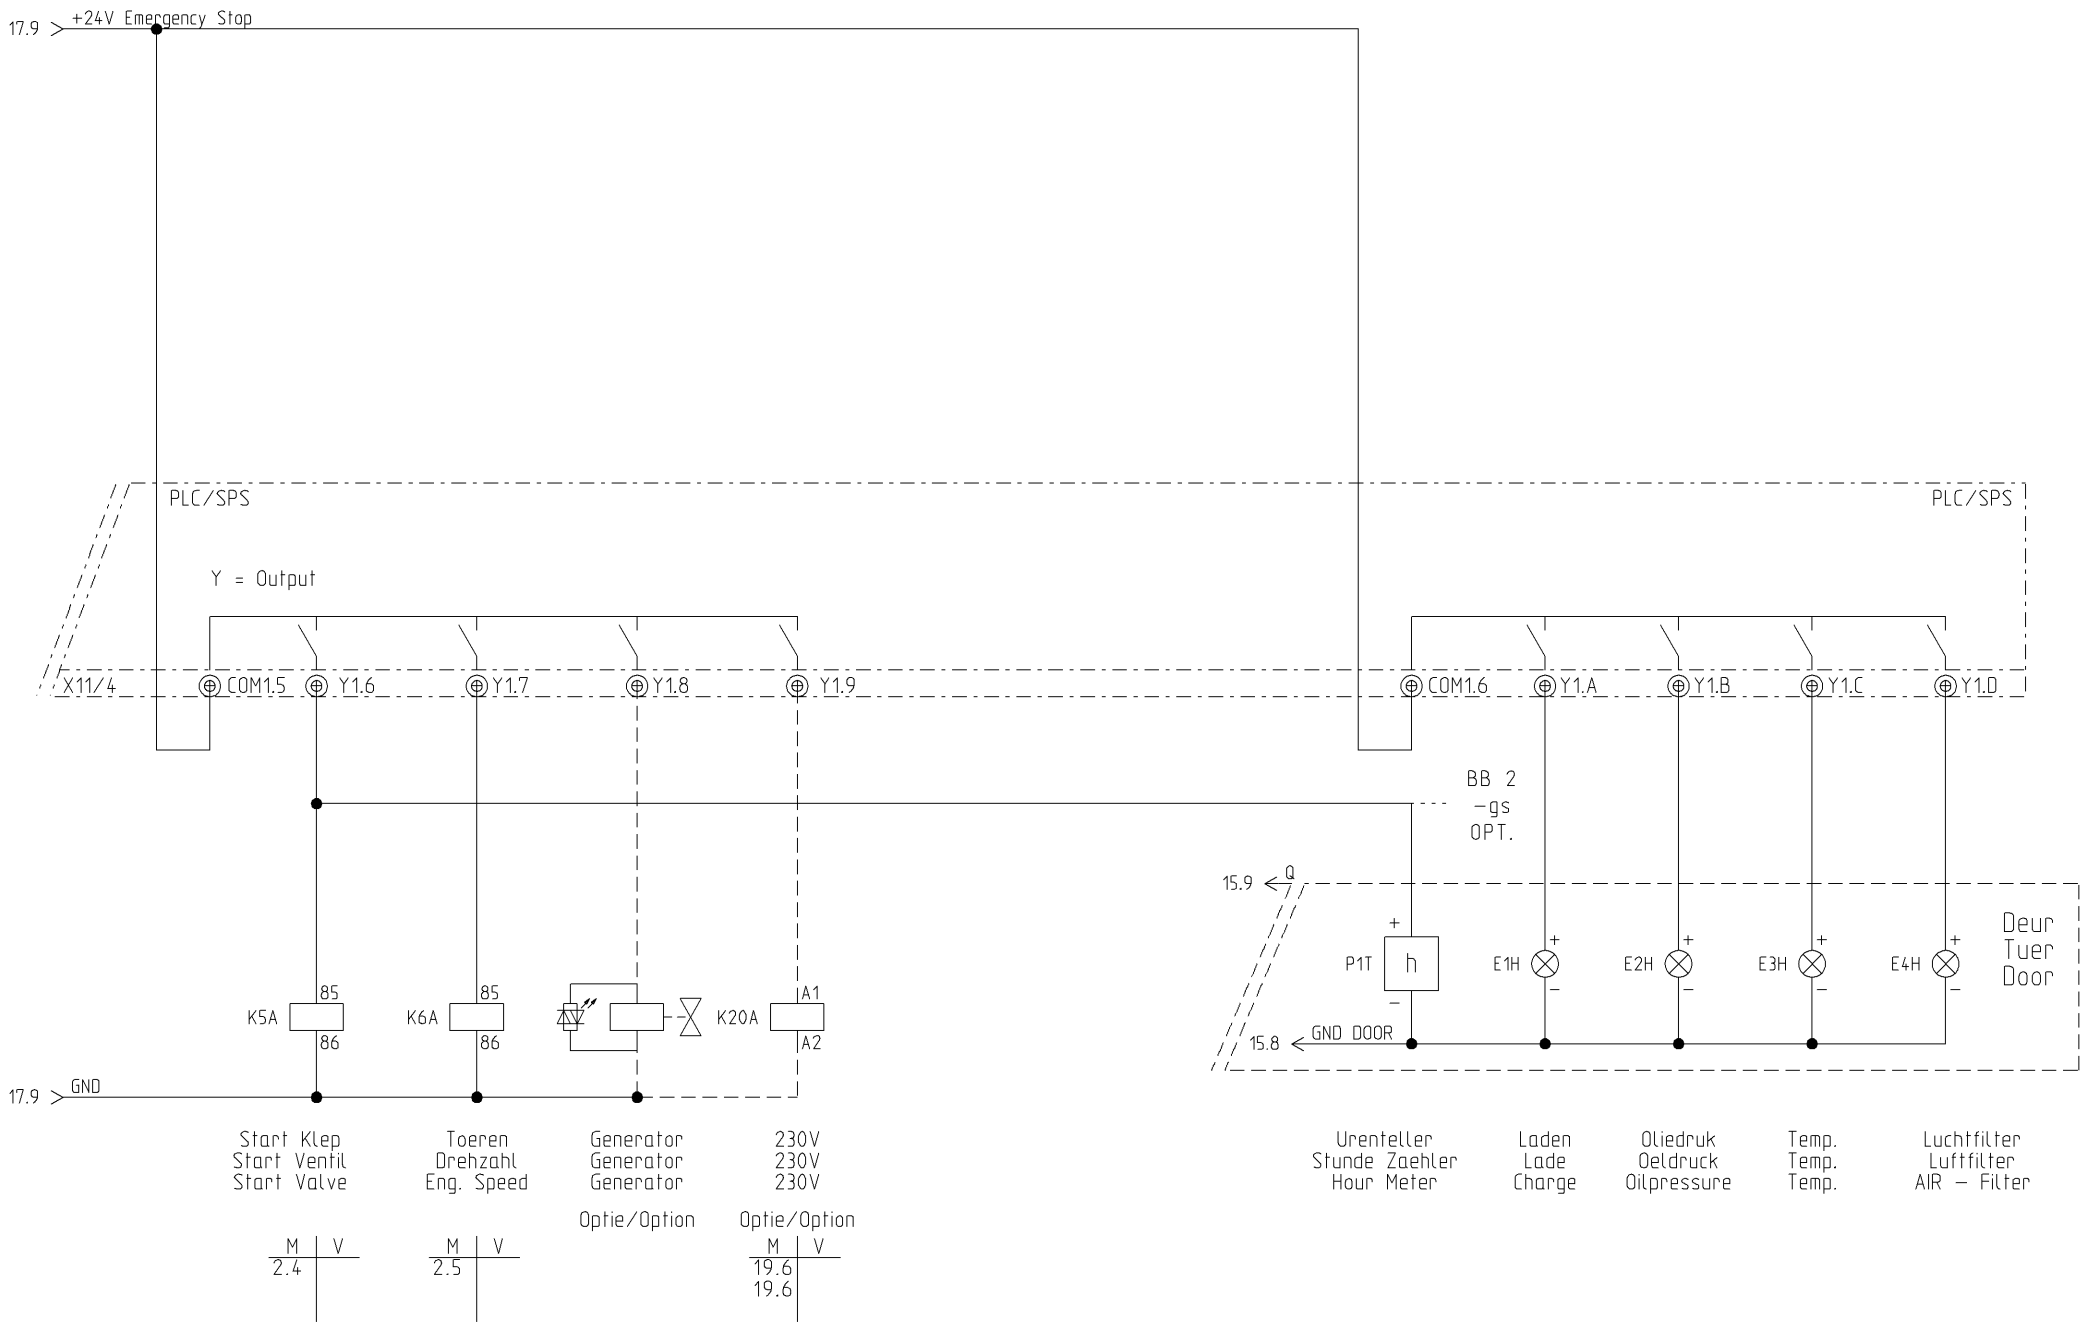 +24V Emergency Stop
17.9
PLC/SPS
PLC/SPS
Y = Output
X11/4
COM1.5
Y1.6
Y1.7
Y1.8
Y1.9
COM1.6
Y1.A
Y1.B
Y1.C
Y1.D
BB 2
-gs
OPT.
15.9
Q
Deur
Tuer
Door
+
+
+
+
+
P1T
h
E1H
E2H
E3H
E4H
-
-
-
-
-
85
85
A1
K5A
K6A
K20A
86
86
A2
15.8
GND DOOR
17.9
GND
Start Klep
Start Ventil
Start Valve
Toeren
Drehzahl
Eng. Speed
Generator
Generator
Generator
Optie/Option
230V
230V
230V
Optie/Option
Urenteller
Stunde Zaehler
Hour Meter
Laden
Lade
Charge
Oliedruk
Oeldruck
Oilpressure
Temp.
Temp.
Temp.
Luchtfilter
Luftfilter
AIR - Filter
M V
2.4
M V
2.5
M V
19.6
19.6